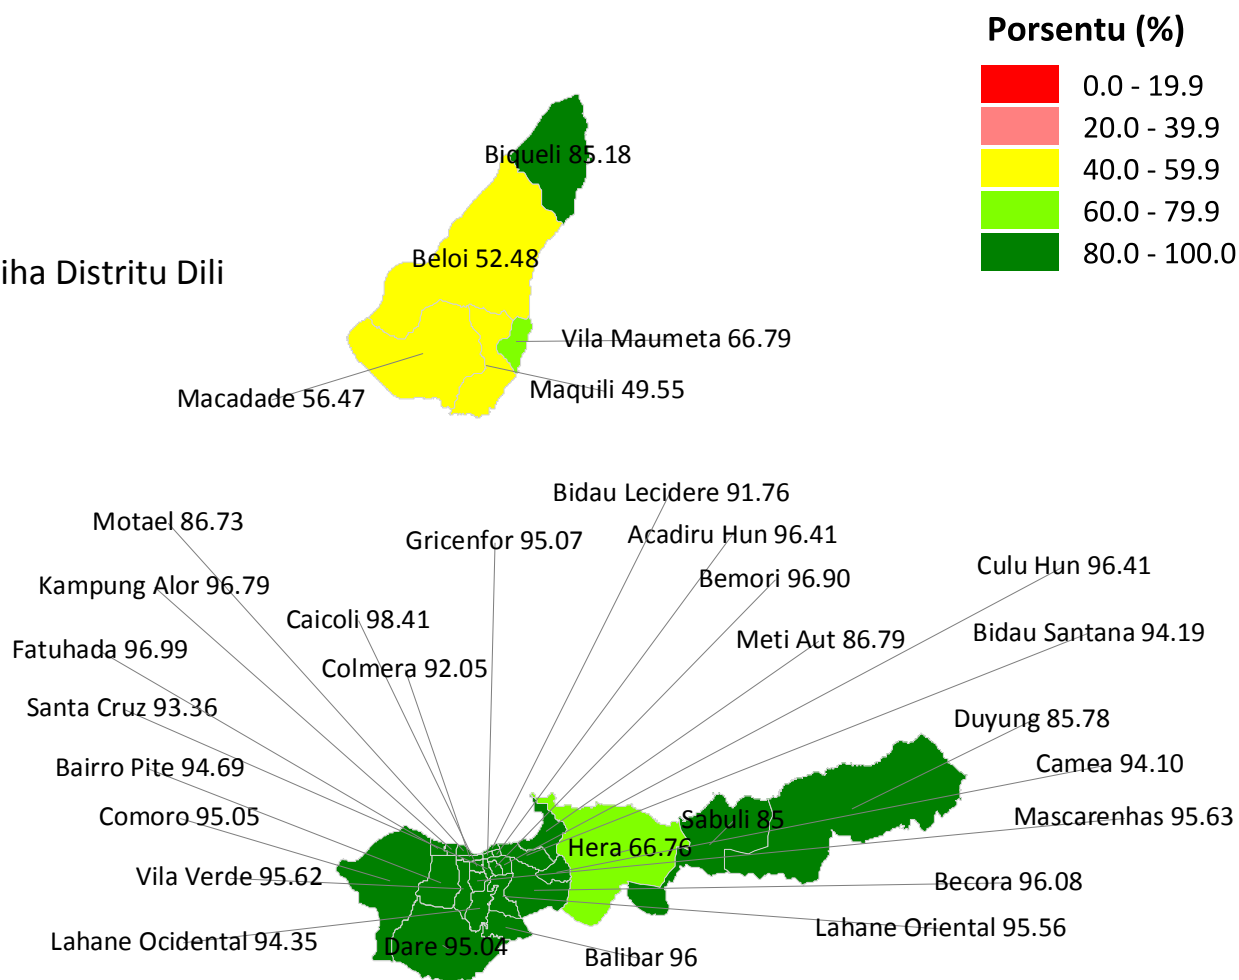 Porsentu (%)
0.0 - 19.9
20.0 - 39.9
40.0 - 59.9
60.0 - 79.9
80.0 - 100.0
Biqueli 85.18
Beloi 52.48
iha Distritu Dili
Vila Maumeta 66.79
Maquili 49.55
Macadade 56.47
Bidau Lecidere 91.76
Motael 86.73
Acadiru Hun 96.41
Gricenfor 95.07
Culu Hun 96.41
Bemori 96.90
Kampung Alor 96.79
Caicoli 98.41
Bidau Santana 94.19
Meti Aut 86.79
Fatuhada 96.99
Colmera 92.05
Santa Cruz 93.36
Duyung 85.78
Camea 94.10
Bairro Pite 94.69
Comoro 95.05
Mascarenhas 95.63
Sabuli 85
Hera 66.76
Vila Verde 95.62
Becora 96.08
Lahane Oriental 95.56
Lahane Ocidental 94.35
Dare 95.04
Balibar 96